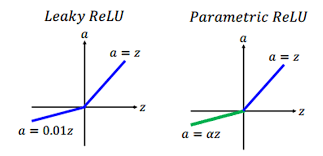 Leaky ReLU
a
a = z
z
a = 0.01z
Parametric ReLU
a
a = z
z
a = αz